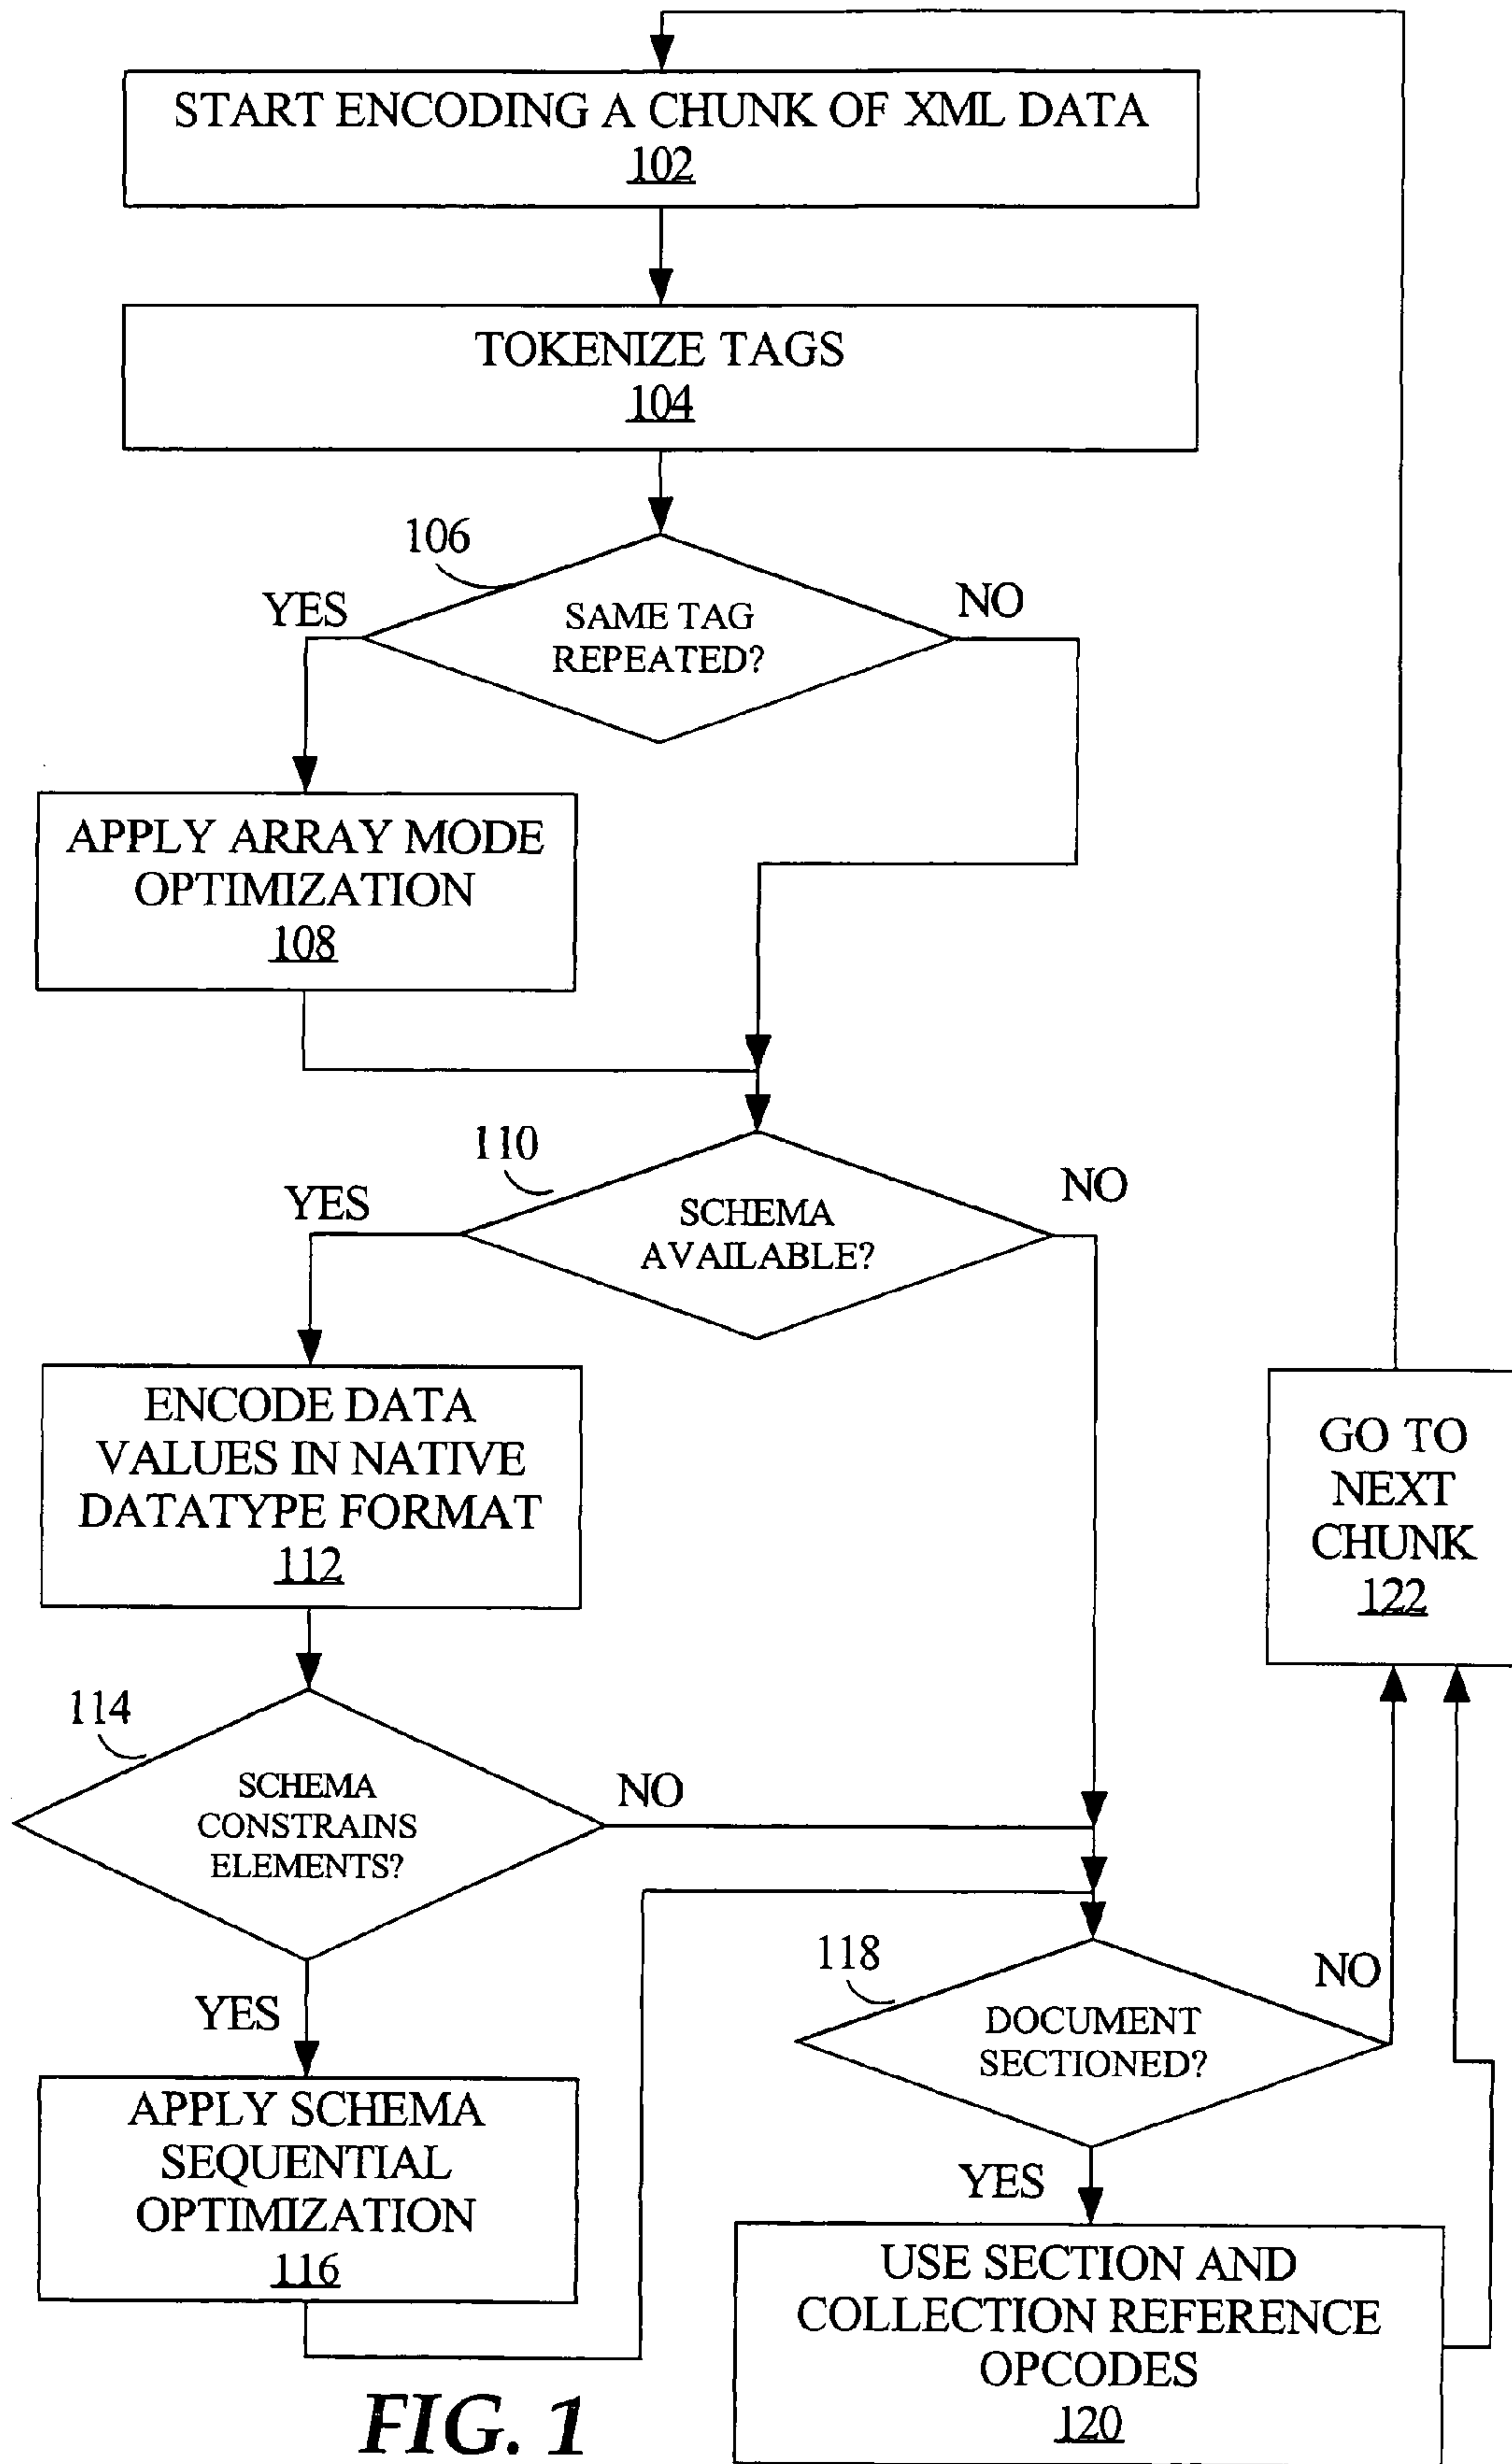 START ENCODING A CHUNK OF XML DATA
102
TOKENIZE TAGS
104
106
YES
NO
SAME TAG
REPEATED?
APPLY ARRAY MODE
OPTIMIZATION
108
110
YES
NO
SCHEMA
AVAILABLE?
ENCODE DATA
VALUES IN NATIVE
DATATYPE FORMAT
112
GO TO
NEXT
CHUNK
122
114
SCHEMA
CONSTRAINS
ELEMENTS?
NO
YES
118
NO
DOCUMENT
SECTIONED?
YES
APPLY SCHEMA
SEQUENTIAL
OPTIMIZATION
116
USE SECTION AND
COLLECTION REFERENCE
OPCODES
120
FIG. 1